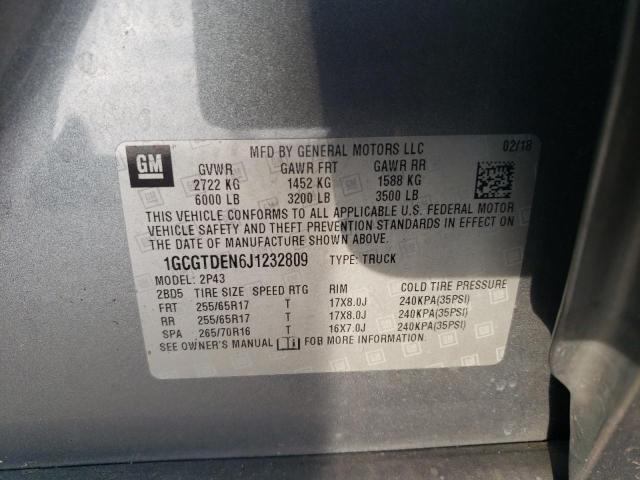 GM
MFD BY GENERAL MOTORS LLC 02/18
GVWR GAWR FRT GAWR RR
2722 KG 1452 KG 1588 KG
6000 LB 3200 LB 3500 LB
THIS VEHICLE CONFORMS TO ALL APPLICABLE U.S. FEDERAL MOTOR
VEHICLE SAFETY AND THEFT PREVENTION STANDARDS IN EFFECT ON
THE DATE OF MANUFACTURE SHOWN ABOVE.
1GCGTDEN6J1232809 TYPE: TRUCK
MODEL: 2P43
2BD5 TIRE SIZE SPEED RTG RIM COLD TIRE PRESSURE
FRT 255/65R17 T 17X8.0J 240KPA(35PSI)
RR 255/65R17 T 17X8.0J 240KPA(35PSI)
SPA 265/70R16 T 16X7.0J 240KPA(35PSI)
SEE OWNER'S MANUAL FOR MORE INFORMATION.